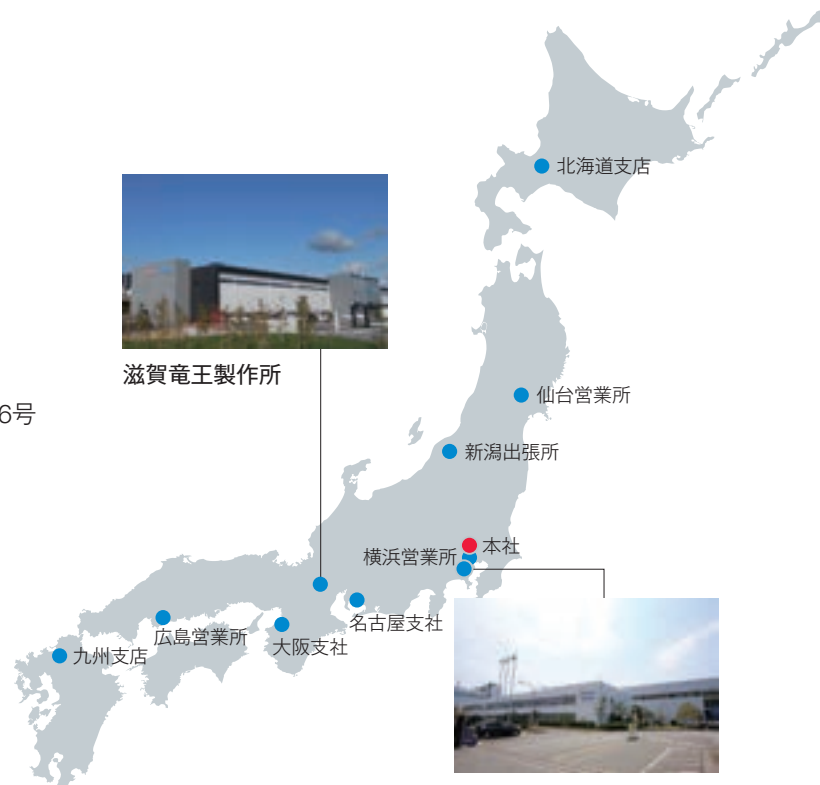 北海道支店
滋賀竜王製作所
仙台営業所
6号
新潟出張所
本社
横浜営業所
名古屋支社
広島営業所
大阪支社
九州支店